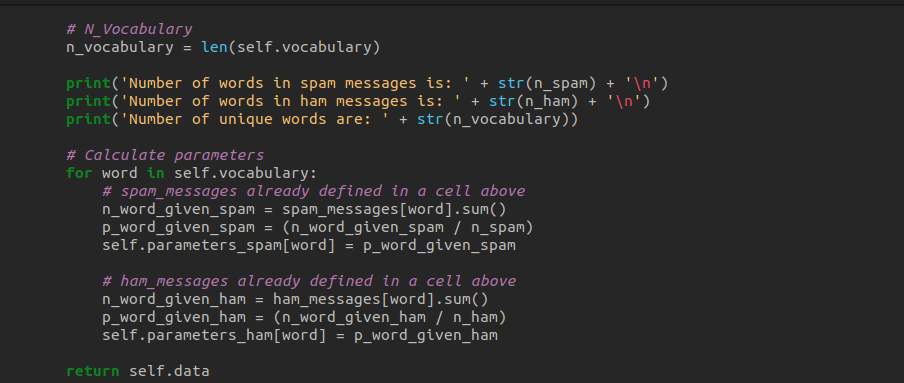 # N_Vocabulary
n_vocabulary = len(self.vocabulary)
print('Number of words in spam messages is: ' + str(n_spam) + '\n')
print('Number of words in ham messages is: ' + str(n_ham) + '\n')
print('Number of unique words are: ' + str(n_vocabulary))
# Calculate parameters
for word in self.vocabulary:
# spam_messages already defined in a cell above
n_word_given_spam = spam_messages[word].sum()
p_word_given_spam = (n_word_given_spam / n_spam)
self.parameters_spam[word] = p_word_given_spam
# ham_messages already defined in a cell above
n_word_given_ham = ham_messages[word].sum()
p_word_given_ham = (n_word_given_ham / n_ham)
self.parameters_ham[word] = p_word_given_ham
return self.data